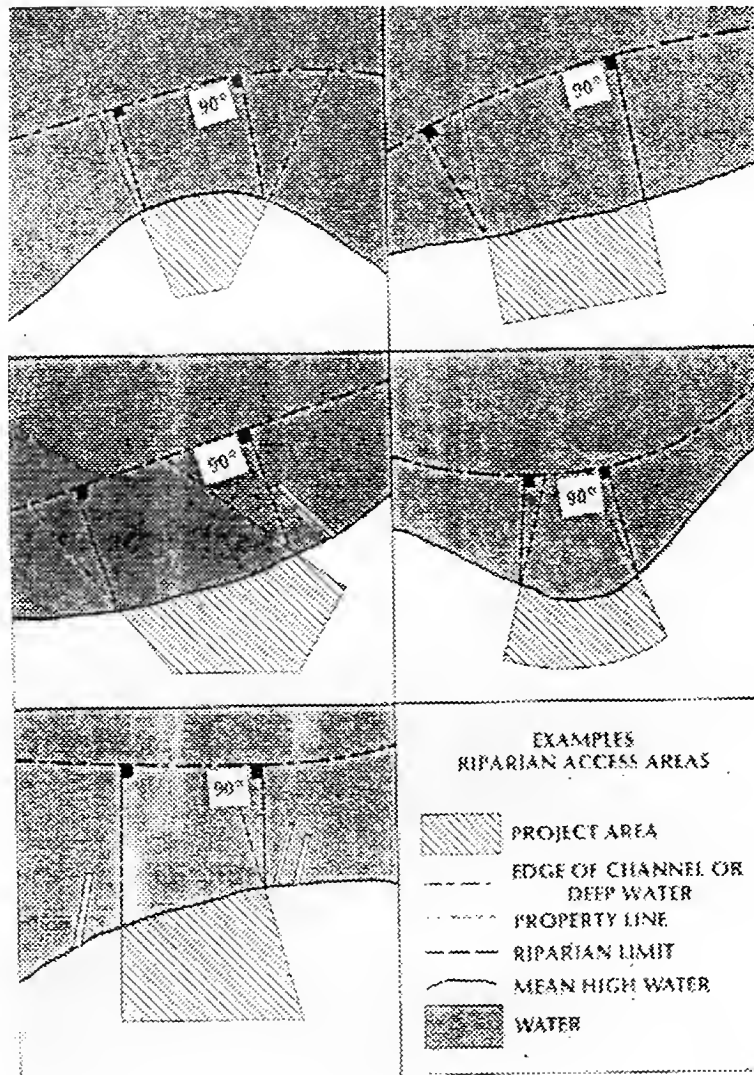 90°
90°
90°
90°
90°
EXAMPLES
RIPARIAN ACCESS AREAS
PROJECT AREA
EDGE OF CHANNEL OR
DEEP WATER
PROPERTY LINE
RIPARIAN LIMIT
MEAN HIGH WATER
WATER